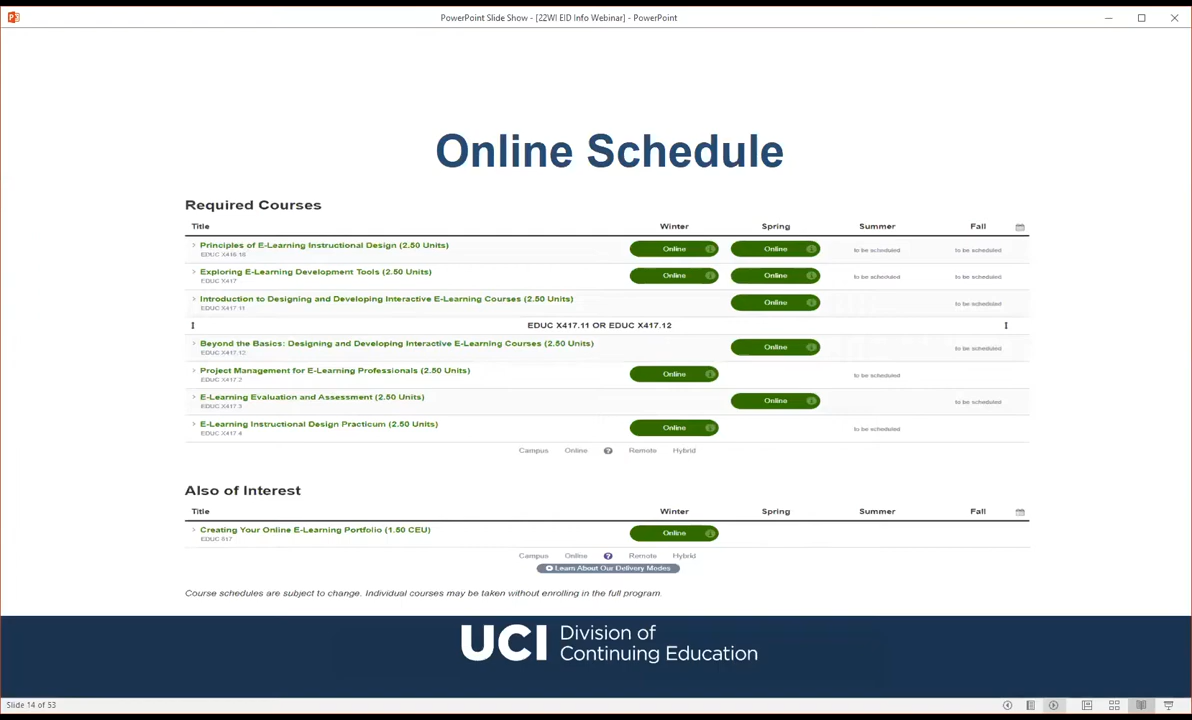 PowerPoint Slide Show - [22WI EID Info Webinar] - PowerPoint
Online Schedule
Required Courses
Title Winter Spring Summer Fall
Principles of E-Learning Instructional Design (2.50 Units) Online Online to be scheduled to be scheduled
EDUC X416.16
Exploring E-Learning Development Tools (2.50 Units) Online Online to be scheduled to be scheduled
EDUC X417
Introduction to Designing and Developing Interactive E-Learning Courses (2.50 Units) Online to be scheduled
EDUC X417.11
EDUC X417.11 OR EDUC X417.12
Beyond the Basics: Designing and Developing Interactive E-Learning Courses (2.50 Units) Online to be scheduled
EDUC X417.12
Project Management for E-Learning Professionals (2.50 Units) Online to be scheduled
EDUC X417.2
E-Learning Evaluation and Assessment (2.50 Units) Online to be scheduled
EDUC X417.3
E-Learning Instructional Design Practicum (2.50 Units) Online to be scheduled
EDUC X417.4
Campus Online ? Remote Hybrid
Also of Interest
Title Winter Spring Summer Fall
Creating Your Online E-Learning Portfolio (1.50 CEU) Online
EDUC 817
Campus Online ? Remote Hybrid
Learn About Our Delivery Modes
Course schedules are subject to change. Individual courses may be taken without enrolling in the full program.
UCI Division of
Continuing Education
Slide 14 of 53